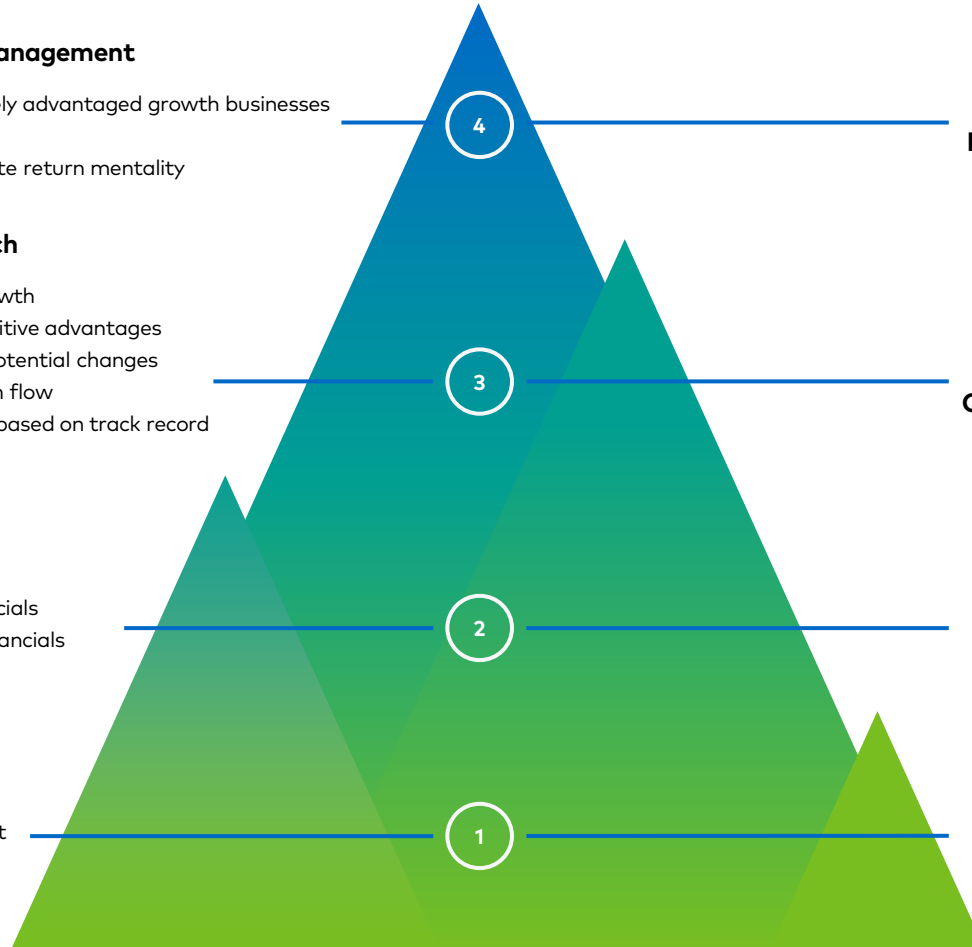 anagement
ly advantaged growth businesses
4
te return mentality
ch
wth
itive advantages
otential changes
3
n flow
based on track record
cials
2
ancials
1
t